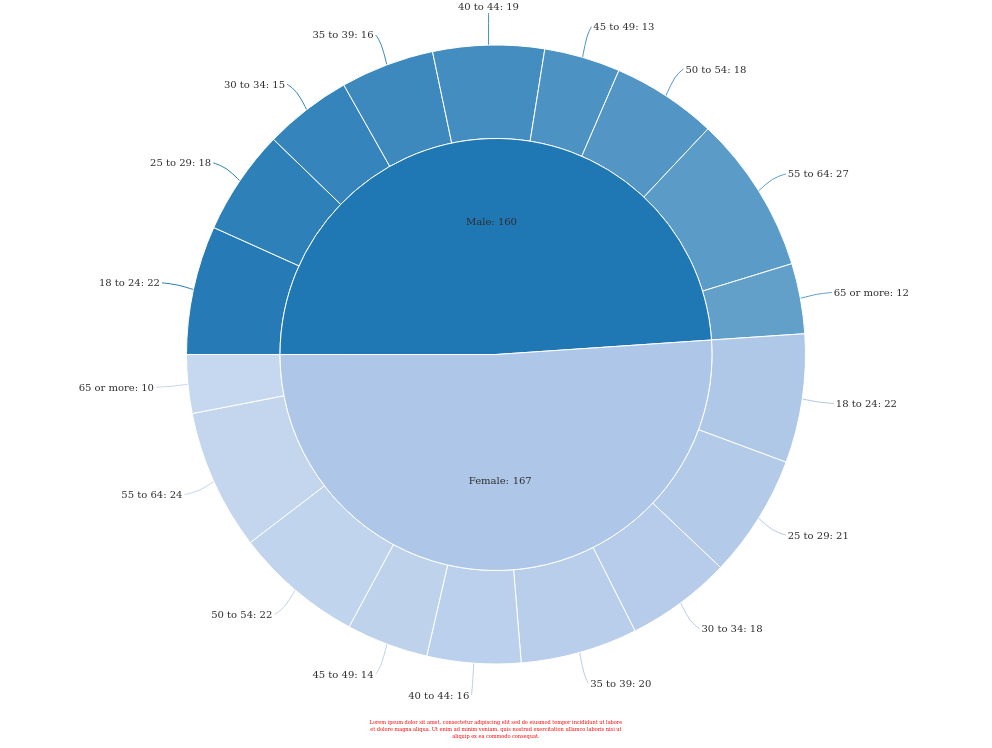 40 to 44: 19
45 to 49: 13
35 to 39: 16
50 to 54: 18
30 to 34: 15
25 to 29: 18
55 to 64: 27
Male: 160
18 to 24: 22
65 or more: 12
65 or more: 10
18 to 24: 22
Female: 167
55 to 64: 24
25 to 29: 21
50 to 54: 22
30 to 34: 18
45 to 49: 14
35 to 39: 20
40 to 44: 16
Lorem ipsum dolor sit amet, consectetur adipiscing elit sed do eiusmod tempor incididunt ut labore
et dolore magna aliqua. Ut enim ad minim veniam, quis nostrud exercitation ullamco laboris nisi ut
aliquip ex ea commodo consequat.